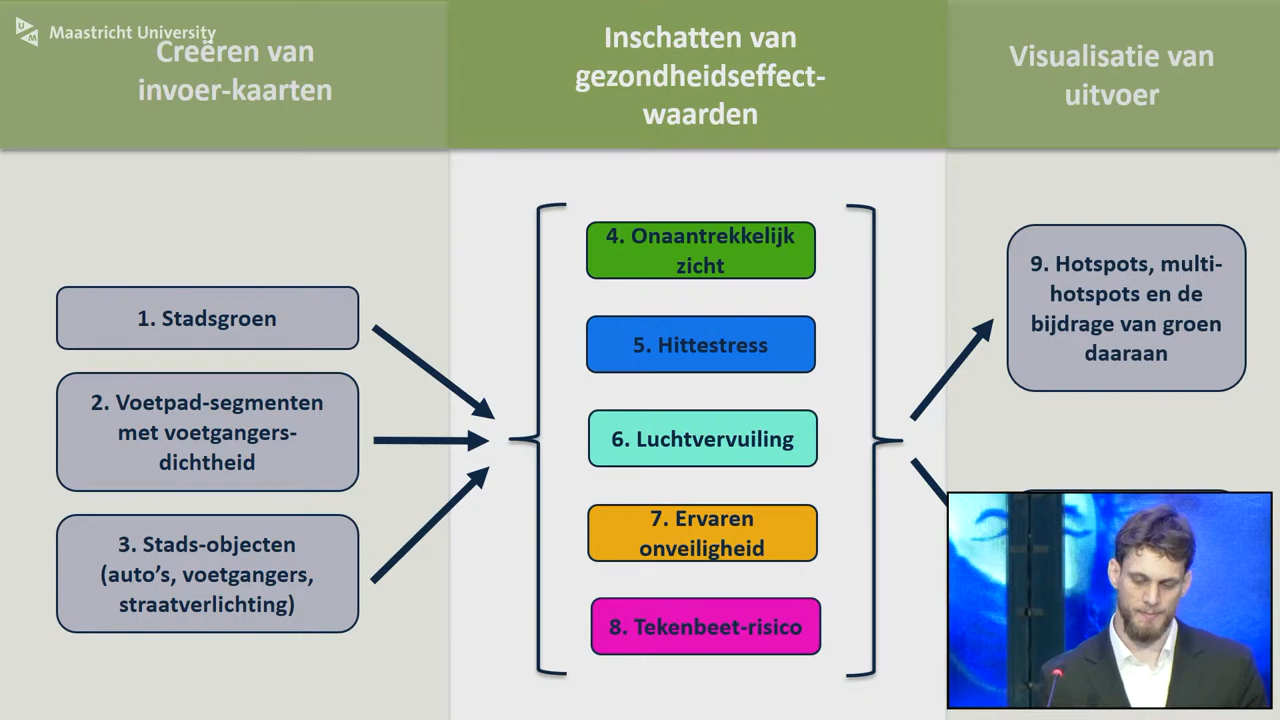 Maastricht University
Creëren van
invoer-kaarten
Inschatten van
gezondheidseffect-
waarden
Visualisatie van
uitvoer
1. Stadsgroen
2. Voetpad-segmenten
met voetgangers-
dichtheid
3. Stads-objecten
(auto's, voetgangers,
straatverlichting)
4. Onaantrekkelijk
zicht
5. Hittestress
6. Luchtvervuiling
7. Ervaren
onveiligheid
8. Tekenbeet-risico
9. Hotspots, multi-
hotspots en de
bijdrage van groen
daaraan